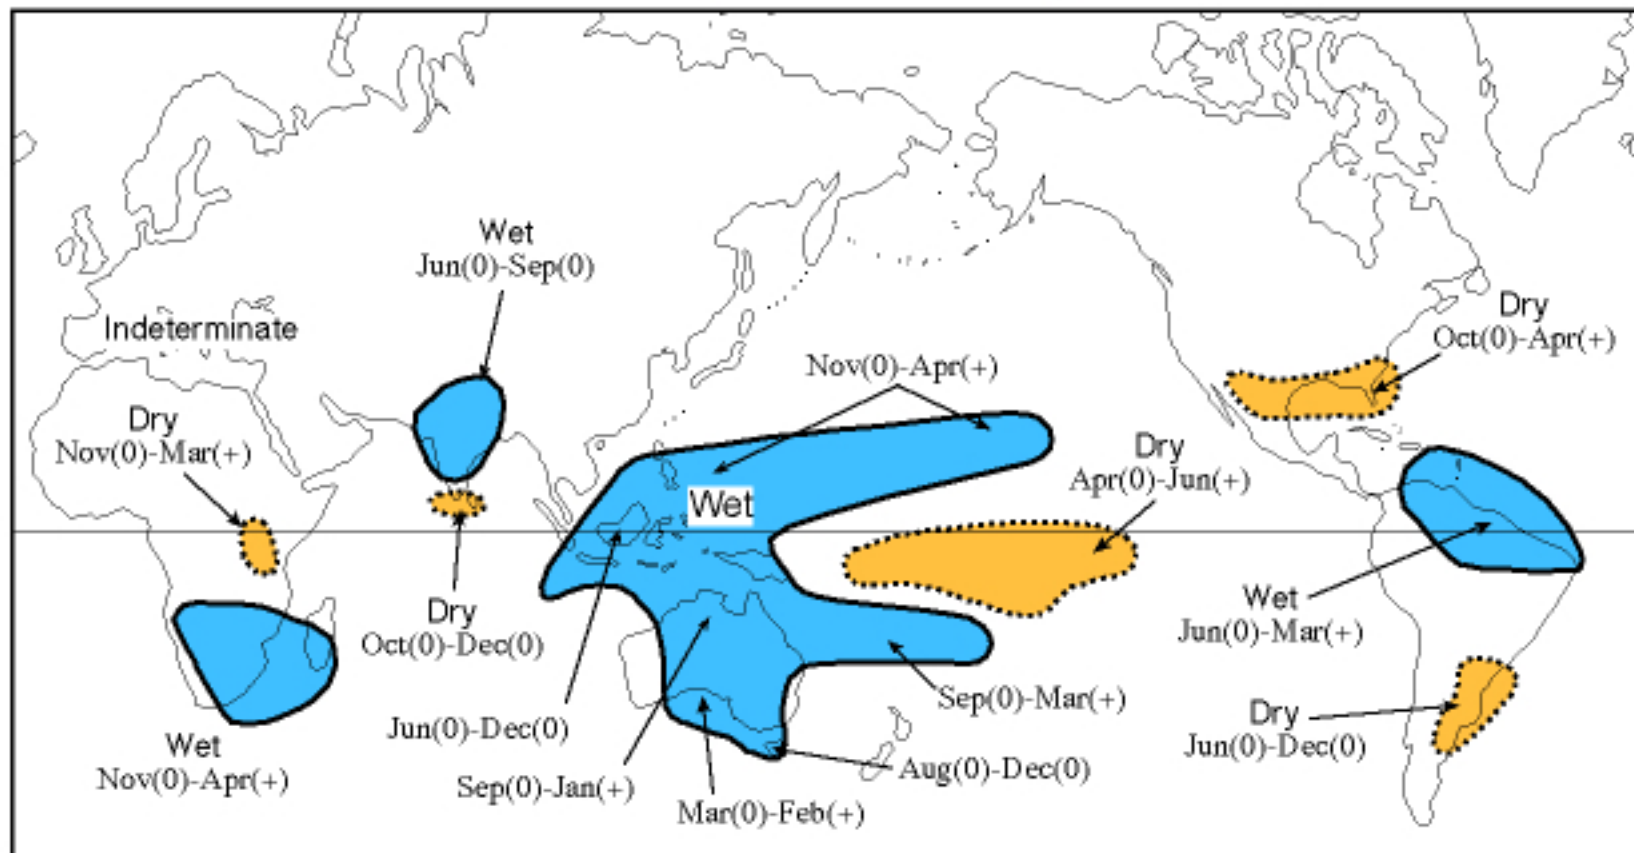 Wet
Jun(0)-Sep(0)
Indeterminate
Dry
Oct(0)-Apr(+)
Nov(0)-Apr(+)
Dry
Nov(0)-Mar(+)
Dry
Apr(0)-Jun(+)
Wet
Dry
Oct(0)-Dec(0)
Wet
Jun(0)-Mar(+)
Sep(0)-Mar(+)
Jun(0)-Dec(0)
Dry
Jun(0)-Dec(0)
Wet
Nov(0)-Apr(+)
Sep(0)-Jan(+)
Aug(0)-Dec(0)
Mar(0)-Feb(+)